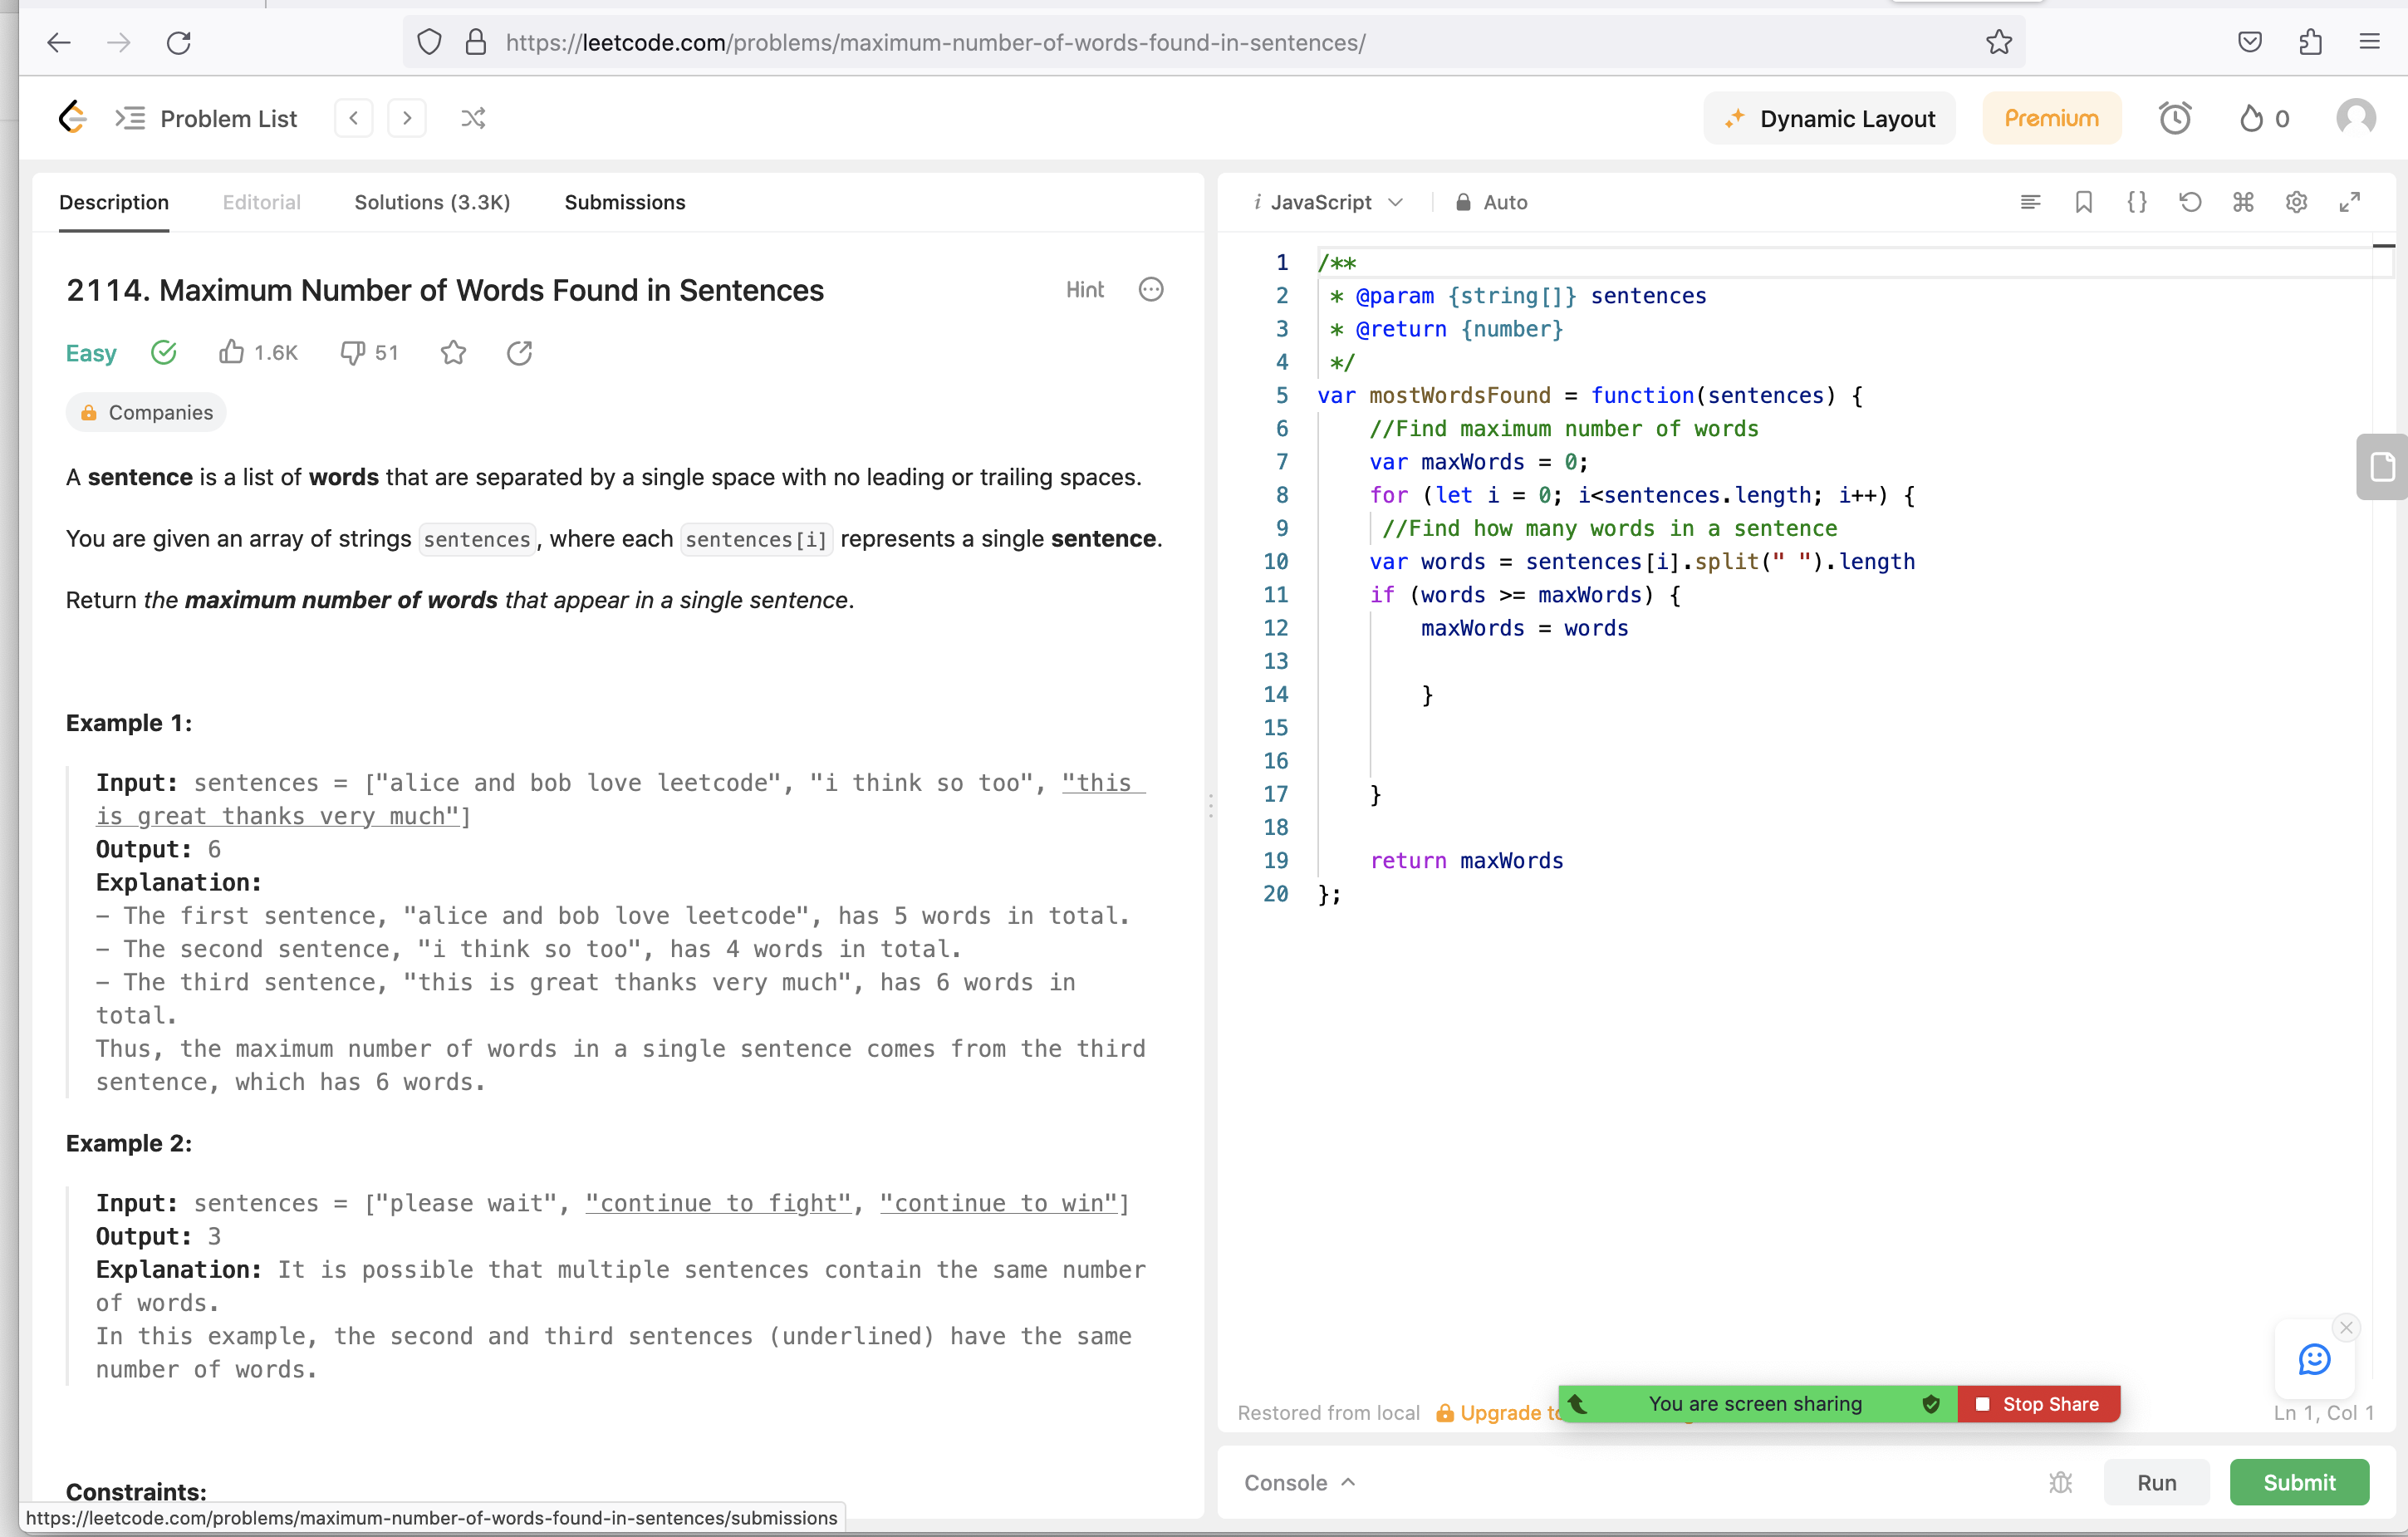 https://leetcode.com/problems/maximum-number-of-words-found-in-sentences/
Problem List
Dynamic Layout
Premium
0
Description
Editorial
Solutions (3.3K)
Submissions
2114. Maximum Number of Words Found in Sentences
Hint
Easy
1.6K
51
Companies
A sentence is a list of words that are separated by a single space with no leading or trailing spaces.
You are given an array of strings sentences, where each sentences[i] represents a single sentence.
Return the maximum number of words that appear in a single sentence.
Example 1:
Input: sentences = ["alice and bob love leetcode", "i think so too", "this
is great thanks very much"]
Output: 6
Explanation:
- The first sentence, "alice and bob love leetcode", has 5 words in total.
- The second sentence, "i think so too", has 4 words in total.
- The third sentence, "this is great thanks very much", has 6 words in
total.
Thus, the maximum number of words in a single sentence comes from the third
sentence, which has 6 words.
Example 2:
Input: sentences = ["please wait", "continue to fight", "continue to win"]
Output: 3
Explanation: It is possible that multiple sentences contain the same number
of words.
In this example, the second and third sentences (underlined) have the same
number of words.
Constraints:
https://leetcode.com/problems/maximum-number-of-words-found-in-sentences/submissions
i JavaScript
Auto
1 /**
2 * @param {string[]} sentences
3 * @return {number}
4 */
5 var mostWordsFound = function(sentences) {
6 //Find maximum number of words
7 var maxWords = 0;
8 for (let i = 0; i<sentences.length; i++) {
9 //Find how many words in a sentence
10 var words = sentences[i].split(" ").length
11 if (words >= maxWords) {
12 maxWords = words
13
14 }
15
16
17 }
18
19 return maxWords
20 };
Restored from local
Upgrade to
You are screen sharing
Stop Share
Ln 1, Col 1
Console
Run
Submit